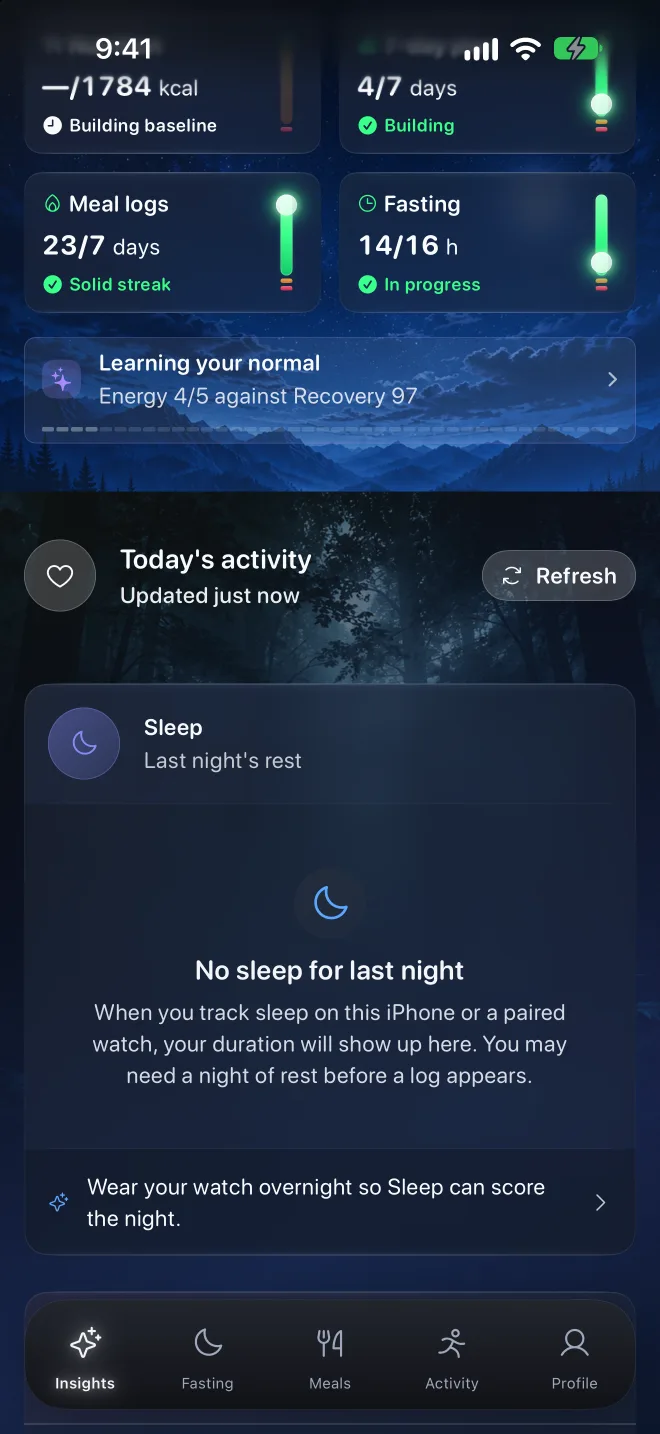 9:41
—/1784 kcal
Building baseline
4/7 days
Building
Meal logs
23/7 days
Solid streak
Fasting
14/16 h
In progress
Learning your normal
Energy 4/5 against Recovery 97
Today's activity
Updated just now
Refresh
Sleep
Last night's rest
No sleep for last night
When you track sleep on this iPhone or a paired
watch, your duration will show up here. You may
need a night of rest before a log appears.
Wear your watch overnight so Sleep can score
the night.
Insights
Fasting
Meals
Activity
Profile